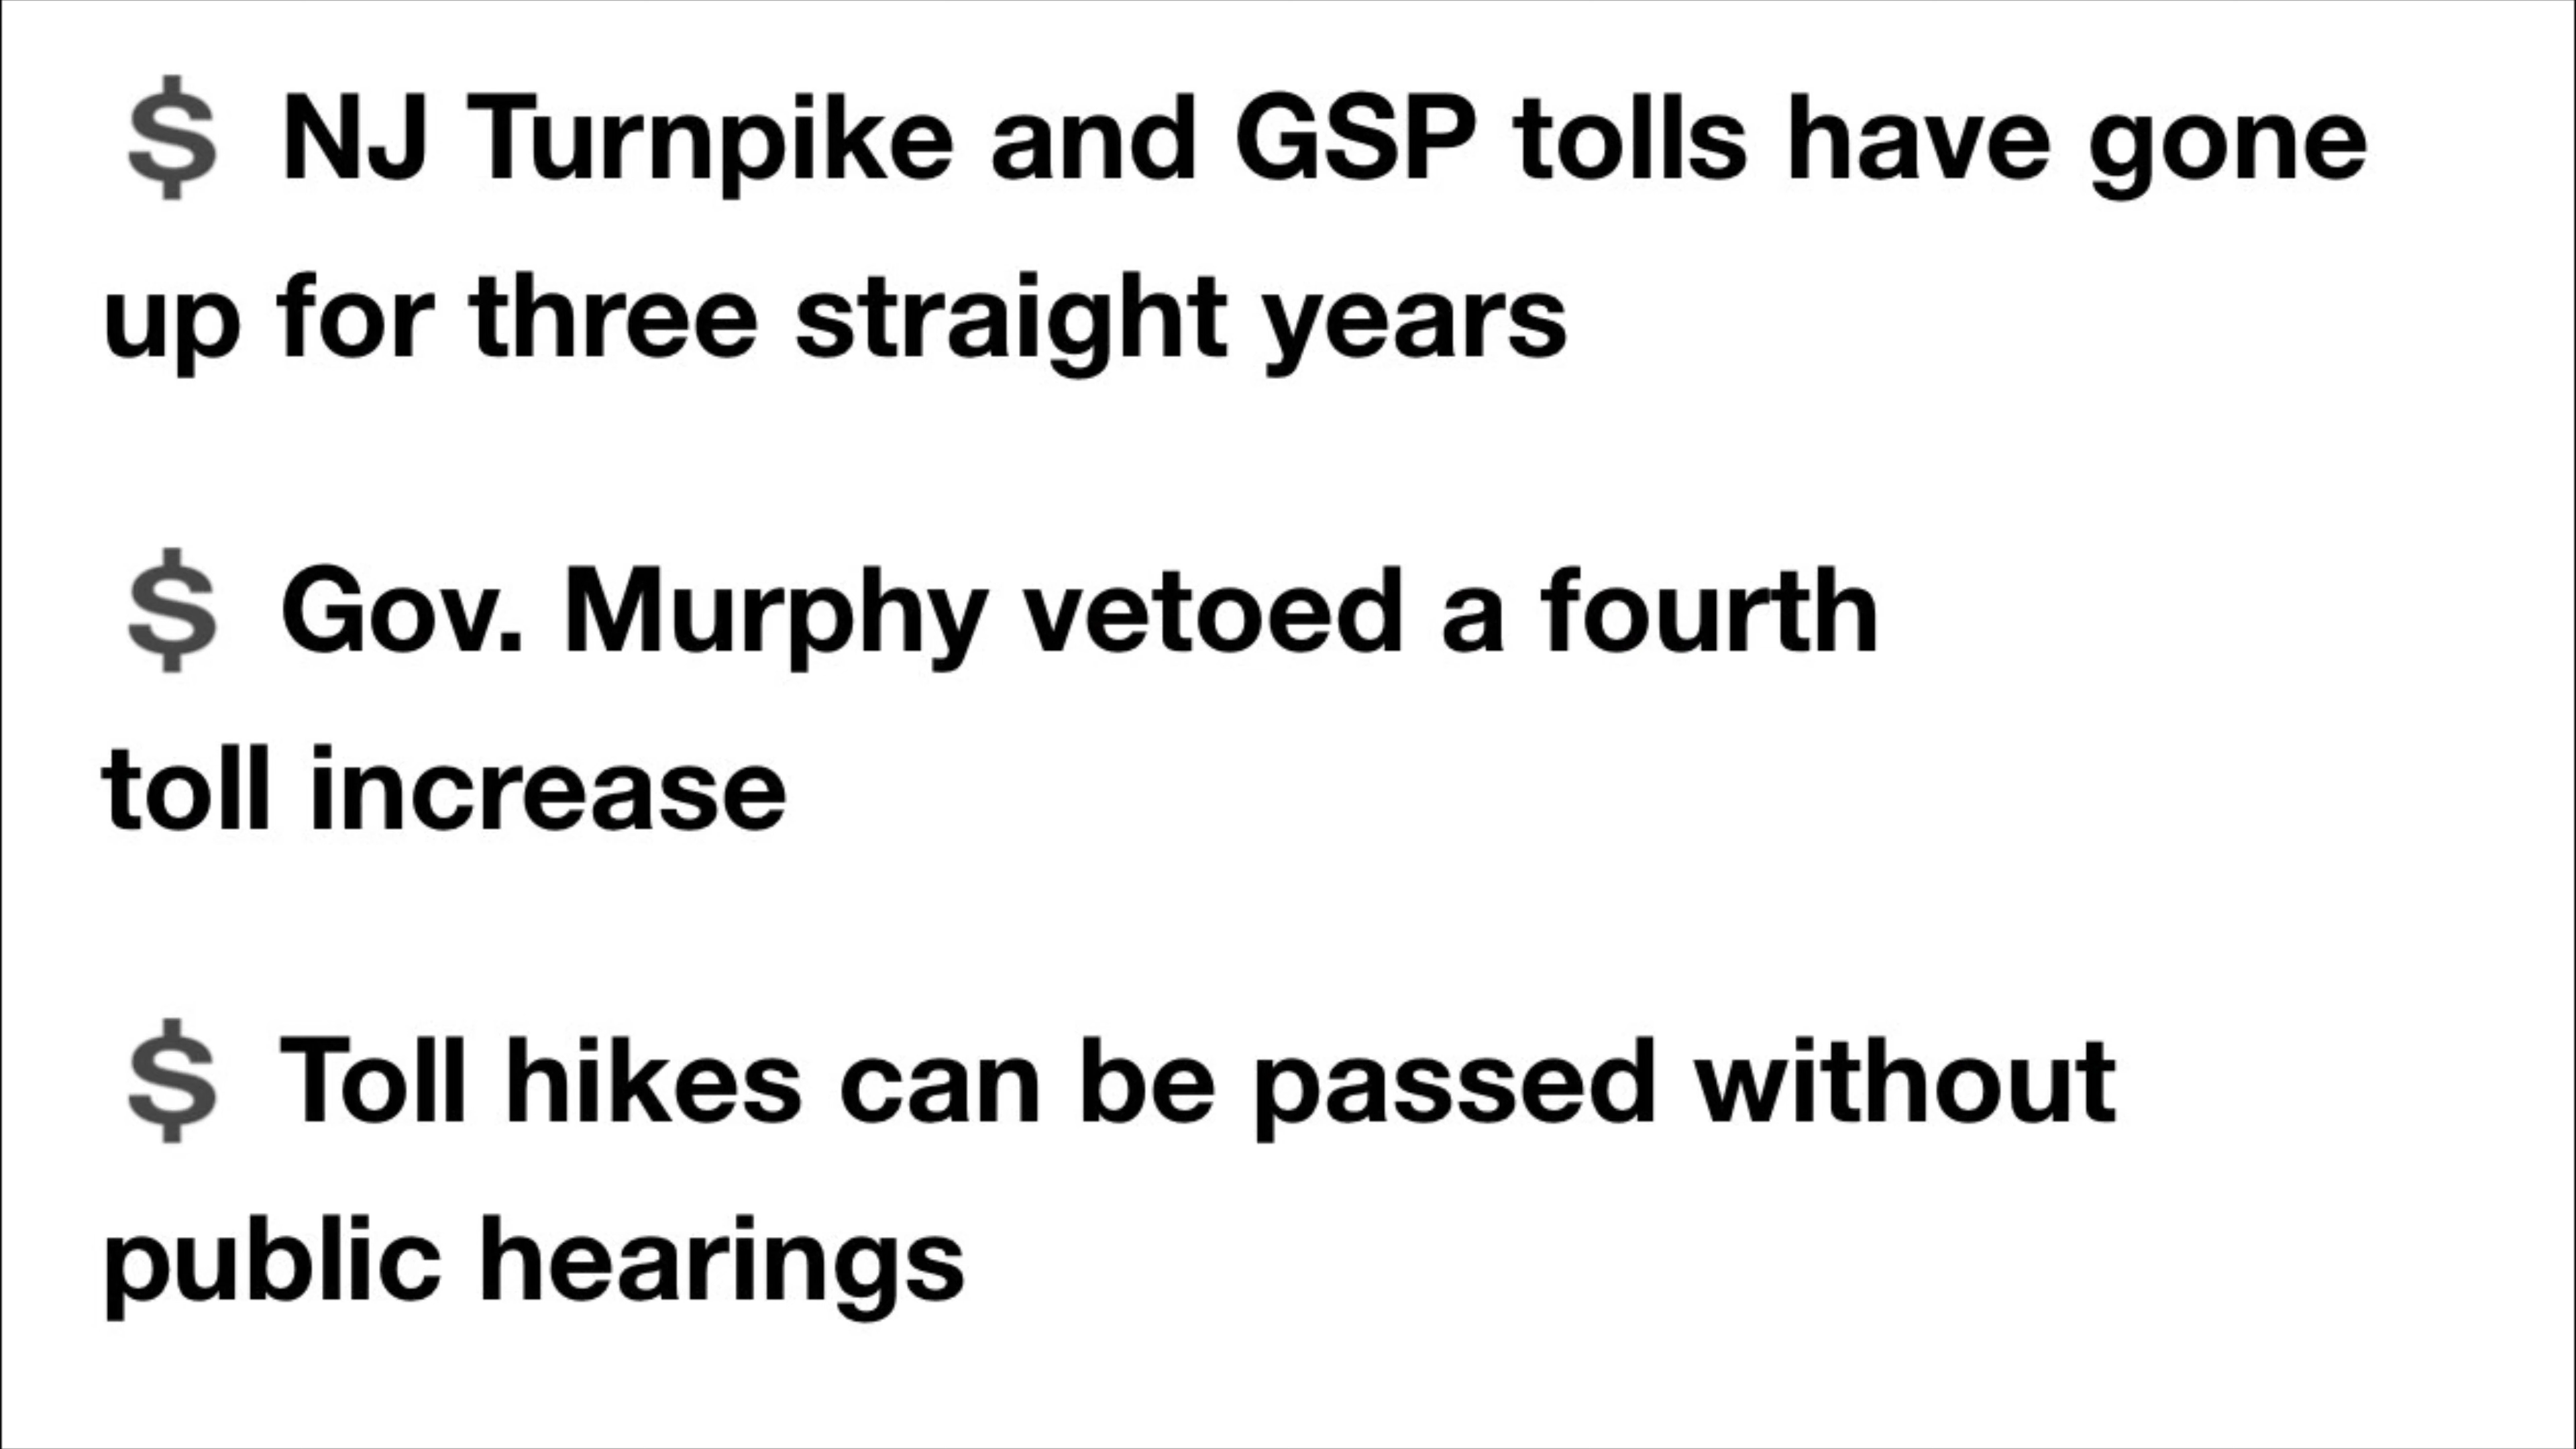 💲 NJ Turnpike and GSP tolls have gone
up for three straight years
💲 Gov. Murphy vetoed a fourth
toll increase
💲 Toll hikes can be passed without
public hearings